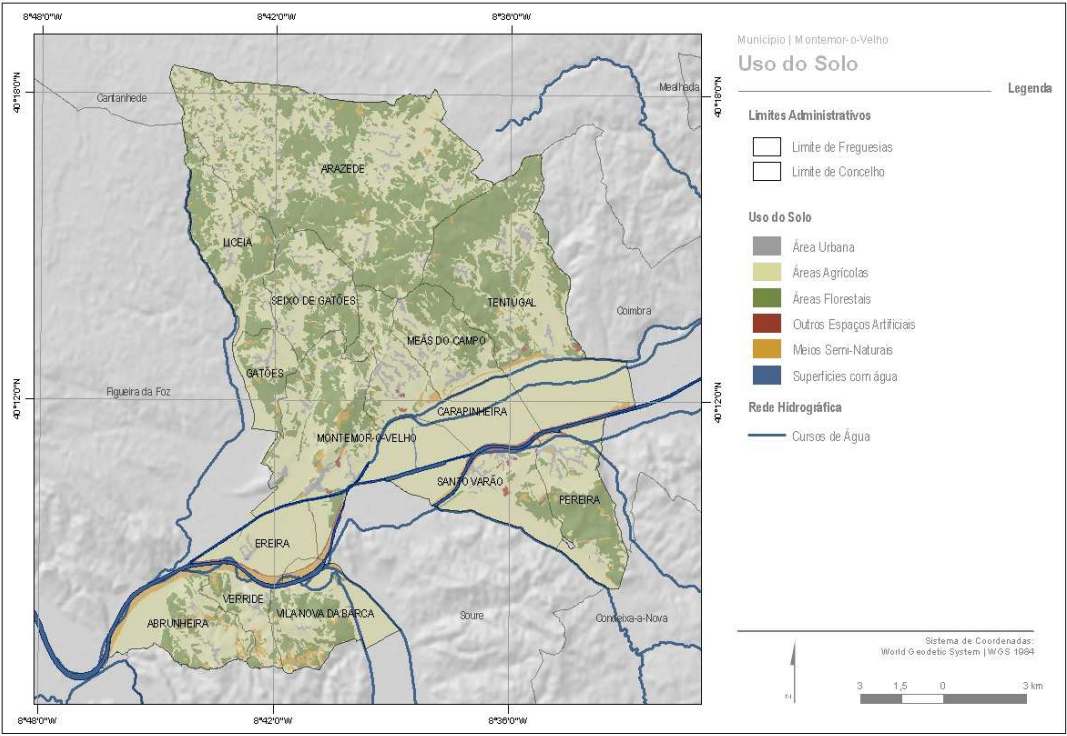 8°48'0"W 8°42'0"W 8°36'0"W
40°18'0"N
40°18'0"N
Cantanhede
Mealhada
ARAZEDE
LICEIA
SEIXO DE GATÕES
TENTÚGAL
Coimbra
MEÃS DO CAMPO
GATÕES
Figueira da Foz
40°12'0"N
40°12'0"N
CARAPINHEIRA
MONTEMOR-O-VELHO
SANTO VARÃO
PEREIRA
EREIRA
VERRIDE
VILA NOVA DA BARCA
ABRUNHEIRA
Soure
Condeixa-a-Nova
8°48'0"W 8°42'0"W 8°36'0"W
Município | Montemor-o-Velho
Uso do Solo
Legenda
Limites Administrativos
Limite de Freguesias
Limite de Concelho
Uso do Solo
Área Urbana
Áreas Agrícolas
Áreas Florestais
Outros Espaços Artificiais
Meios Semi-Naturais
Superfícies com água
Rede Hidrográfica
Cursos de Água
Sistema de Coordenadas:
World Geodetic System | WGS 1984
N
3 1,5 0 3 km